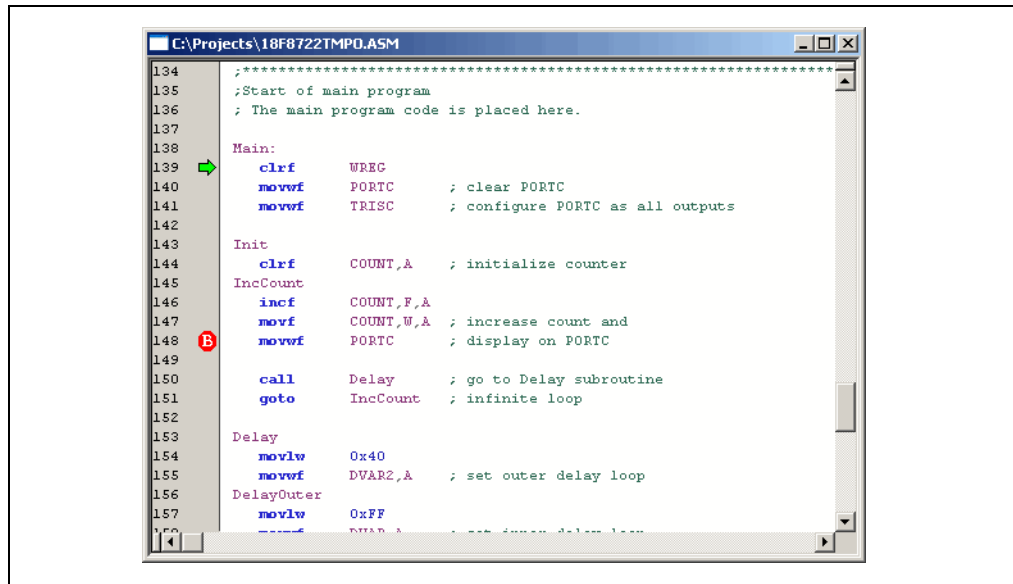 C:\Projects\18F8722TMPO.ASM
134 ;*******************************************************************
135 ;Start of main program
136 ; The main program code is placed here.
137
138 Main:
139 clrf WREG
140 movwf PORTC ; clear PORTC
141 movwf TRISC ; configure PORTC as all outputs
142
143 Init
144 clrf COUNT,A ; initialize counter
145 IncCount
146 incf COUNT,F,A
147 movf COUNT,W,A ; increase count and
148 B movwf PORTC ; display on PORTC
149
150 call Delay ; go to Delay subroutine
151 goto IncCount ; infinite loop
152
153 Delay
154 movlw 0x40
155 movwf DVAR2,A ; set outer delay loop
156 DelayOuter
157 movlw 0xFF